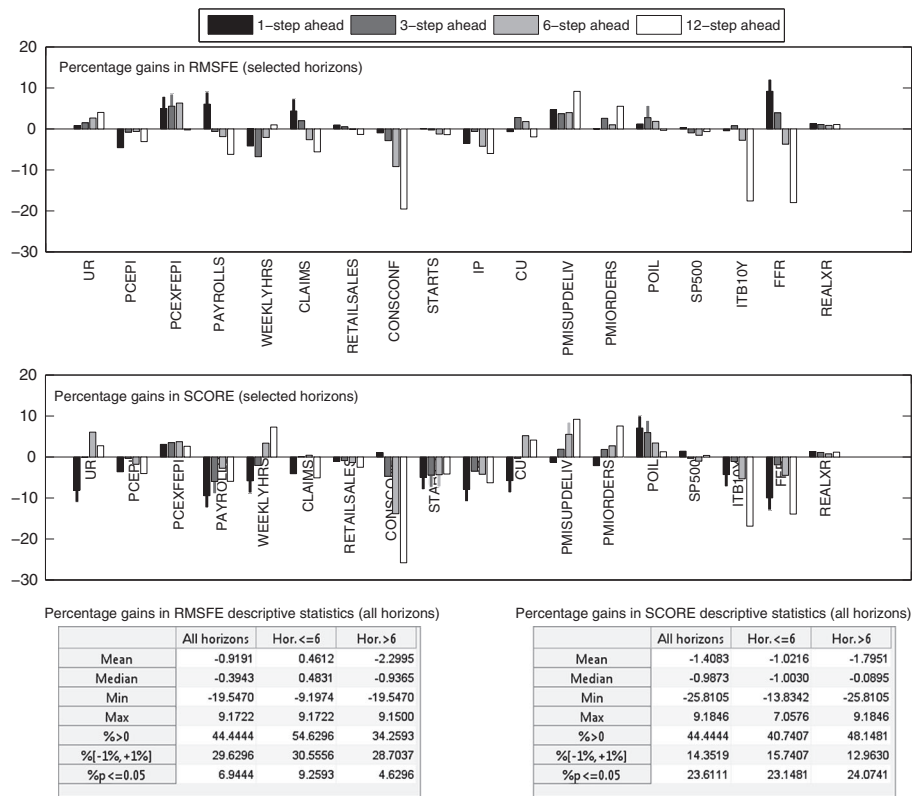 1−step ahead 3−step ahead 6−step ahead 12−step ahead
Percentage gains in RMSFE (selected horizons)
20
10
0
−10
−20
−30
UR PCEPI PCEXFEPI PAYROLLS WEEKLYHRS CLAIMS RETAILSALES CONSCONF STARTS IP CU PMISUPDELIV PMIORDERS POIL SP500 ITB10Y FFR REALXR
Percentage gains in SCORE (selected horizons)
20
10
0
−10
−20
−30
UR PCEPI PCEXFEPI PAYROLLS WEEKLYHRS CLAIMS RETAILSALES CONSCONF STARTS IP CU PMISUPDELIV PMIORDERS POIL SP500 ITB10Y FFR REALXR
Percentage gains in RMSFE descriptive statistics (all horizons)
All horizons Hor.<=6 Hor.>6
Mean -0.9191 0.4612 -2.2995
Median -0.3943 0.4831 -0.9365
Min -19.5470 -9.1974 -19.5470
Max 9.1722 9.1722 9.1500
%>0 44.4444 54.6296 34.2593
%[-1%, +1%] 29.6296 30.5556 28.7037
%p<=0.05 6.9444 9.2593 4.6296
Percentage gains in SCORE descriptive statistics (all horizons)
All horizons Hor.<=6 Hor.>6
Mean -1.4083 -1.0216 -1.7951
Median -0.9873 -1.0030 -0.0895
Min -25.8105 -13.8342 -25.8105
Max 9.1846 7.0576 9.1846
%>0 44.4444 40.7407 48.1481
%[-1%, +1%] 14.3519 15.7407 12.9630
%p<=0.05 23.6111 23.1481 24.0741